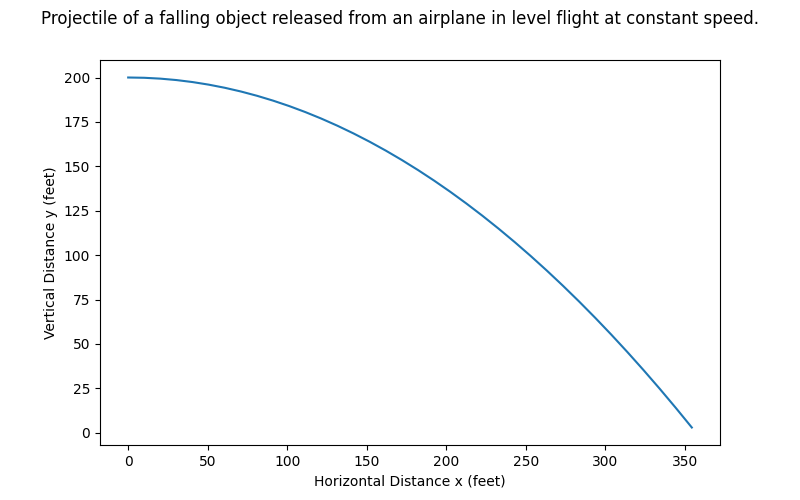 Projectile of a falling object released from an airplane in level flight at constant speed.
200
175
150
125
100
75
50
25
0
Vertical Distance y (feet)
0 50 100 150 200 250 300 350
Horizontal Distance x (feet)